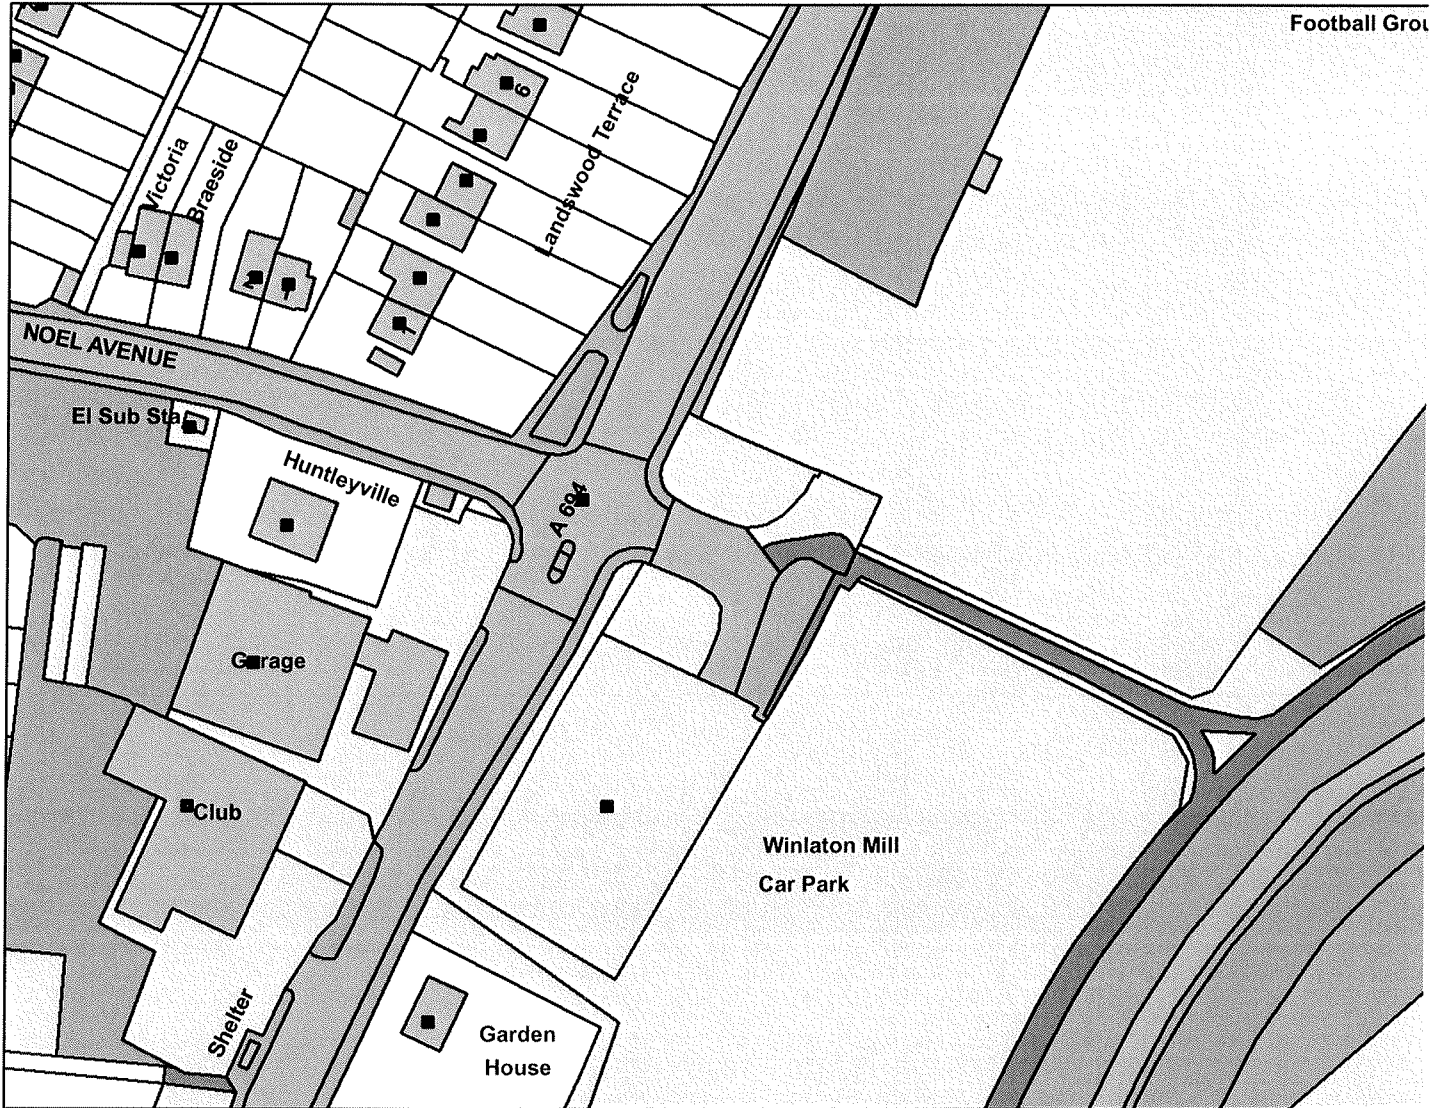 Football Grou
6
Landswood Terrace
Victoria
Braeside
2
1
1
NOEL AVENUE
El Sub Sta
Huntleyville
A 694
Garage
Club
Winlaton Mill
Car Park
Shelter
Garden
House